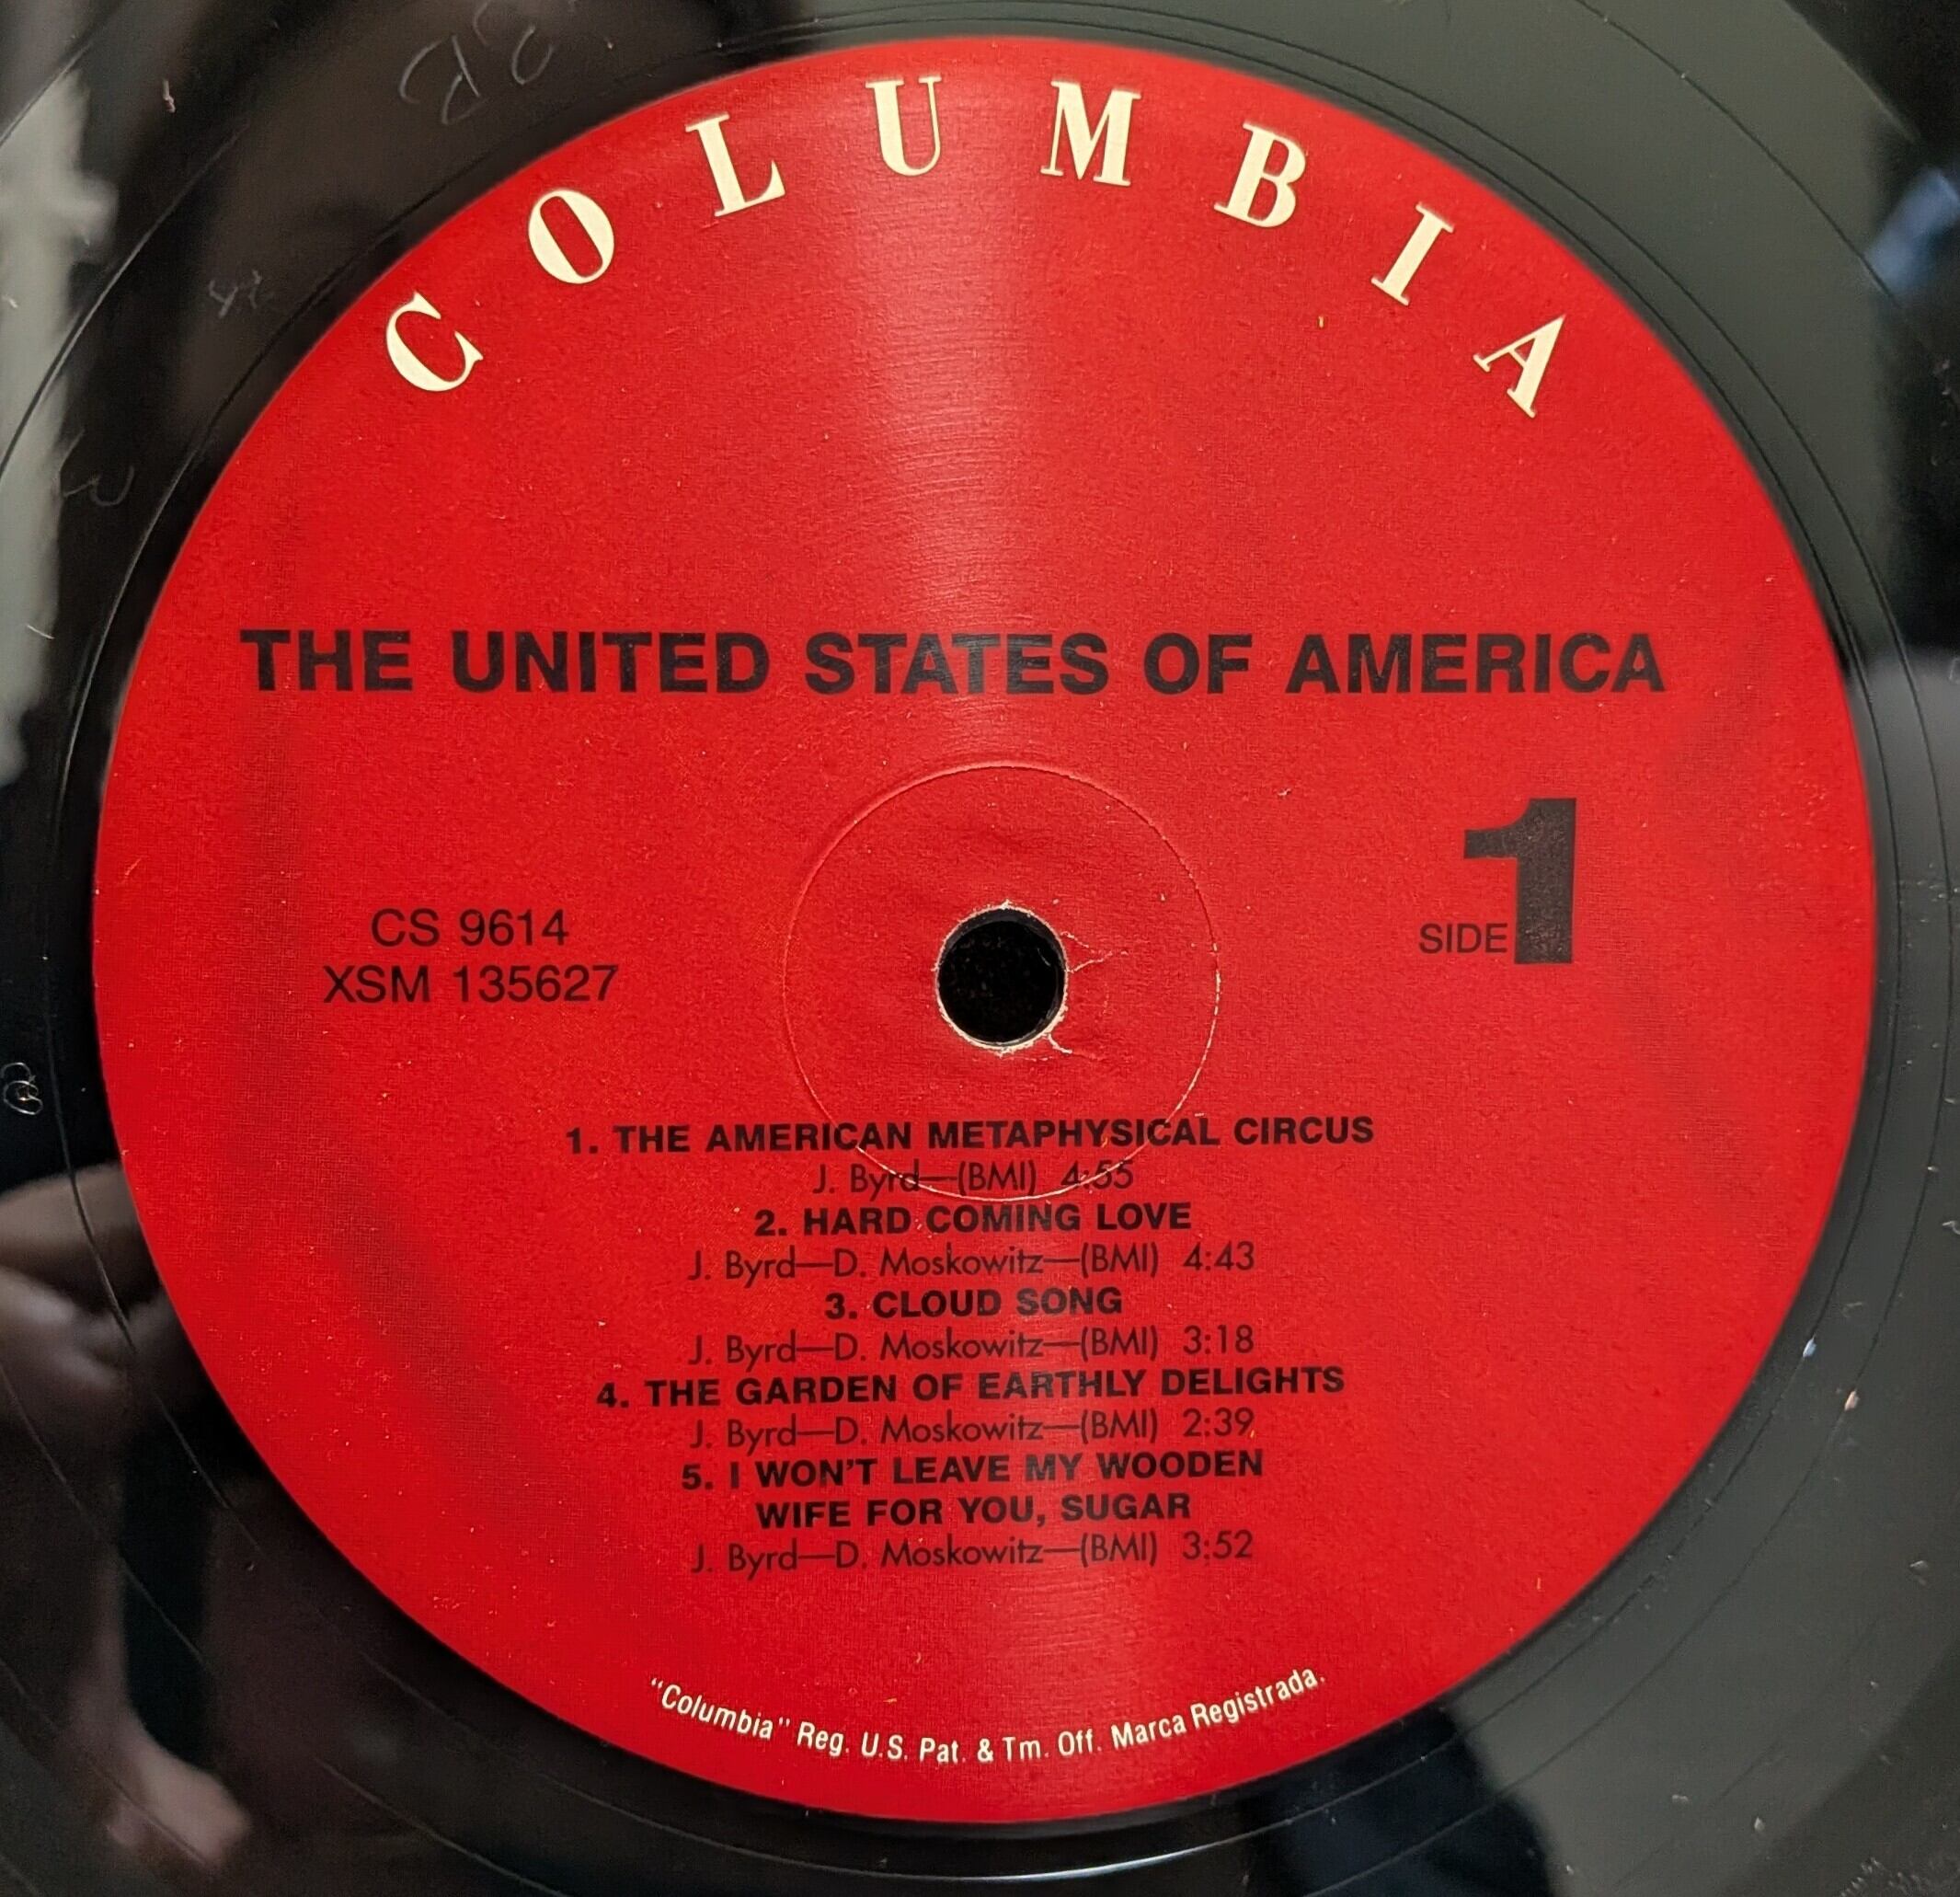 COLUMBIA
THE UNITED STATES OF AMERICA
CS 9614
XSM 135627
SIDE 1
1. THE AMERICAN METAPHYSICAL CIRCUS
J. Byrd—(BMI) 4:55
2. HARD COMING LOVE
J. Byrd—D. Moskowitz—(BMI) 4:43
3. CLOUD SONG
J. Byrd—D. Moskowitz—(BMI) 3:18
4. THE GARDEN OF EARTHLY DELIGHTS
J. Byrd—D. Moskowitz—(BMI) 2:39
5. I WON'T LEAVE MY WOODEN
WIFE FOR YOU, SUGAR
J. Byrd—D. Moskowitz—(BMI) 3:52
"Columbia" Reg. U.S. Pat. & Tm. Off. Marca Registrada.